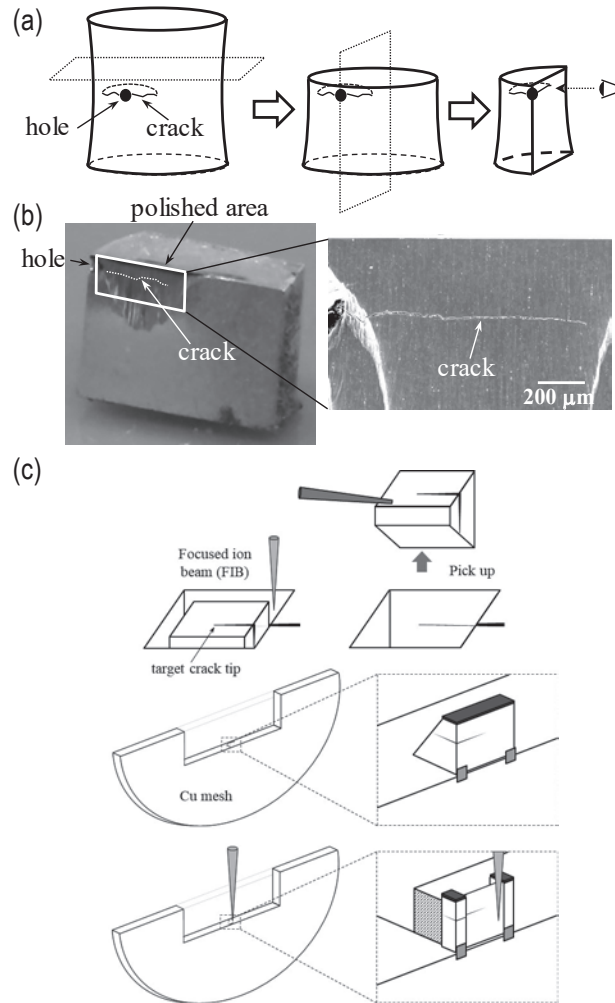 (a)
hole
crack
(b)
polished area
hole
crack
crack
200 μm
(c)
Focused ion
beam (FIB)
Pick up
target crack tip
Cu mesh